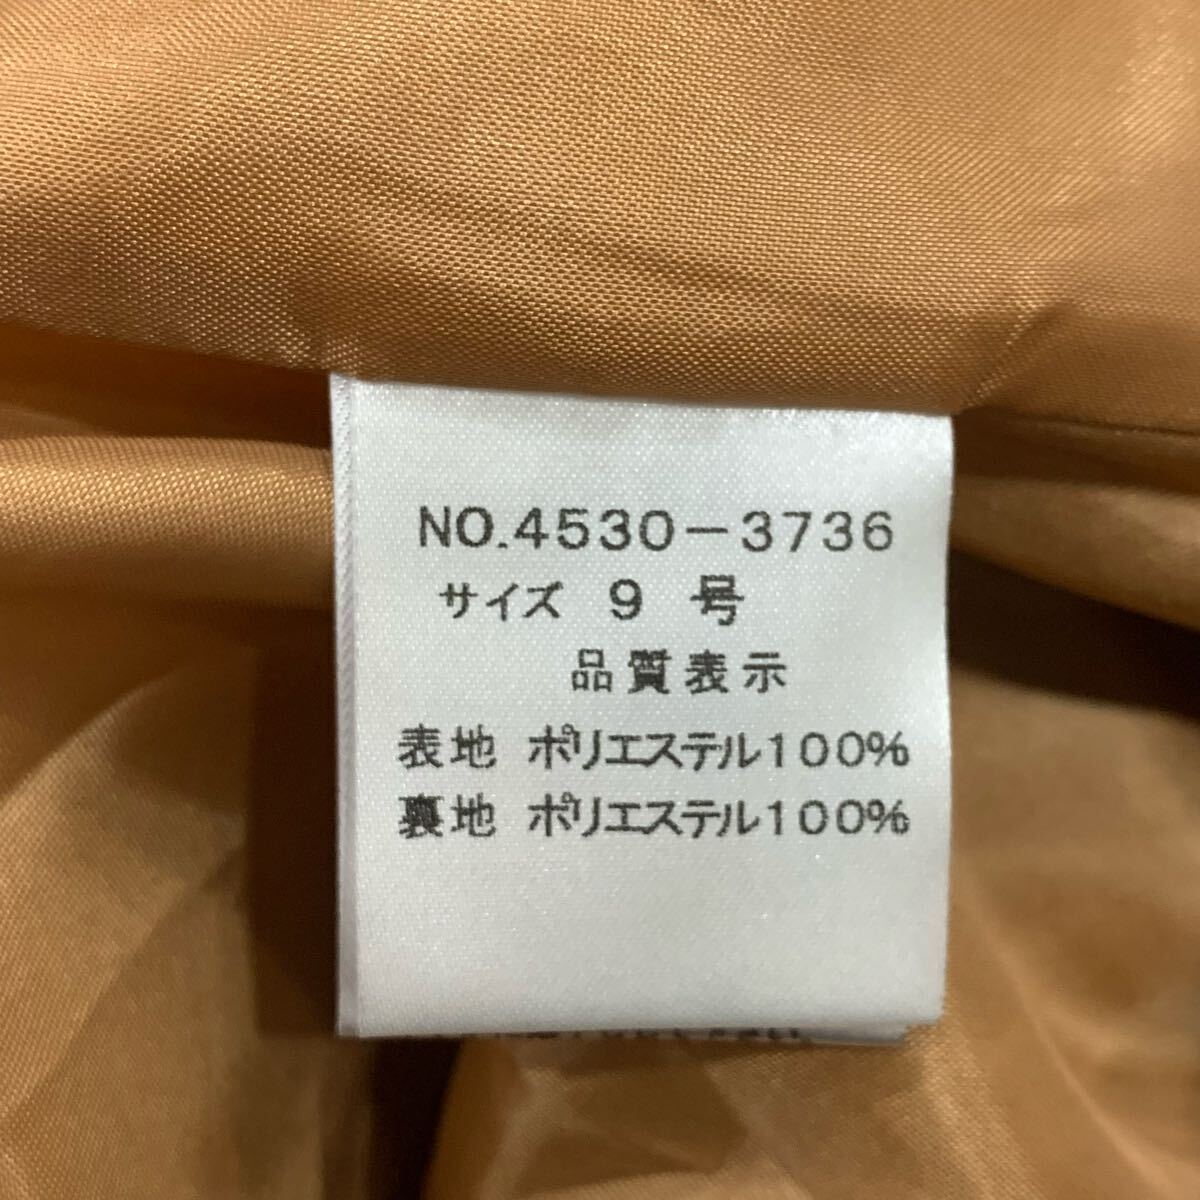 NO.4530-3736
サイズ 9 号
品質表示
表地 ポリエステル100%
裏地 ポリエステル100%